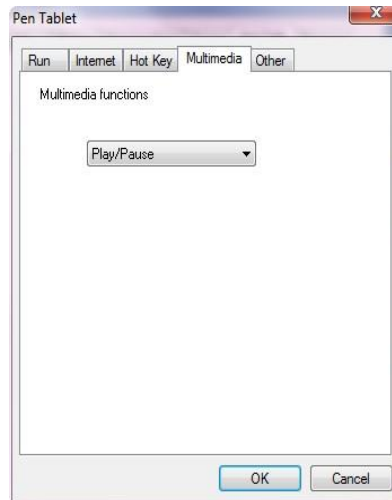 Pen Tablet
X
Run Internet Hot Key Multimedia Other
Multimedia functions
Play/Pause
OK Cancel